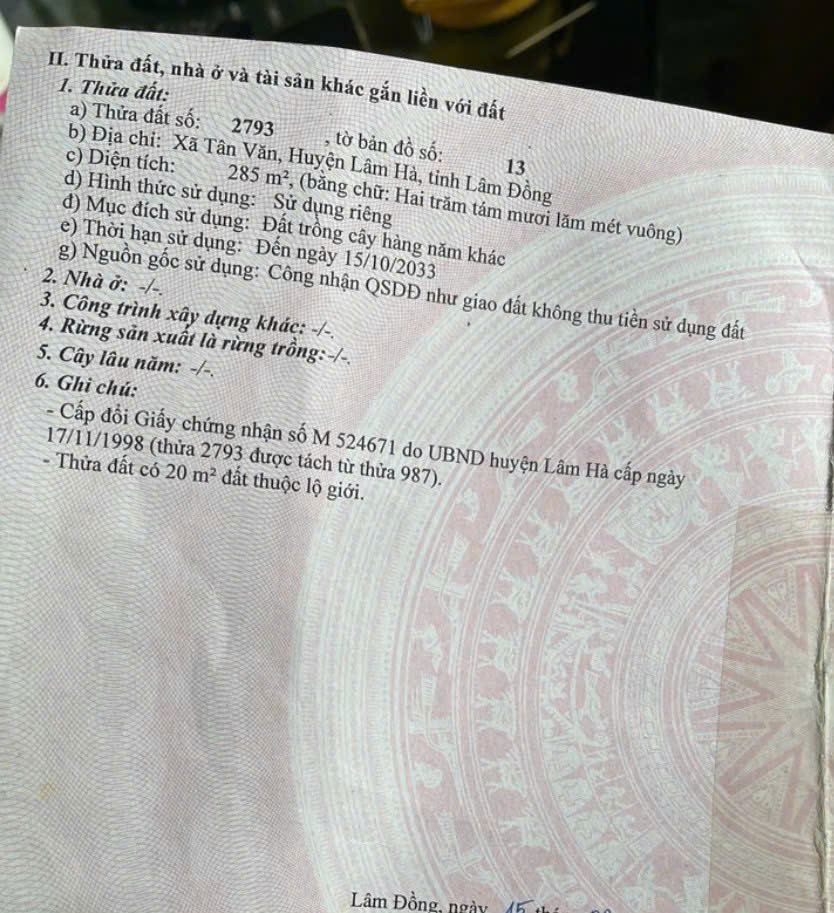 II. Thửa đất, nhà ở và tài sản khác gắn liền với đất
1. Thửa đất:
a) Thửa đất số: 2793 , tờ bản đồ số: 13
b) Địa chỉ: Xã Tân Văn, Huyện Lâm Hà, tỉnh Lâm Đồng
c) Diện tích: 285 m², (bằng chữ: Hai trăm tám mươi lăm mét vuông)
d) Hình thức sử dụng: Sử dụng riêng
đ) Mục đích sử dụng: Đất trồng cây hàng năm khác
e) Thời hạn sử dụng: Đến ngày 15/10/2033
g) Nguồn gốc sử dụng: Công nhận QSDĐ như giao đất không thu tiền sử dụng đất
2. Nhà ở: -/-.
3. Công trình xây dựng khác: -/-.
4. Rừng sản xuất là rừng trồng:-/-.
5. Cây lâu năm: -/-.
6. Ghi chú:
- Cấp đổi Giấy chứng nhận số M 524671 do UBND huyện Lâm Hà cấp ngày
17/11/1998 (thửa 2793 được tách từ thửa 987).
- Thửa đất có 20 m² đất thuộc lộ giới.
Lâm Đồng, ngày 15